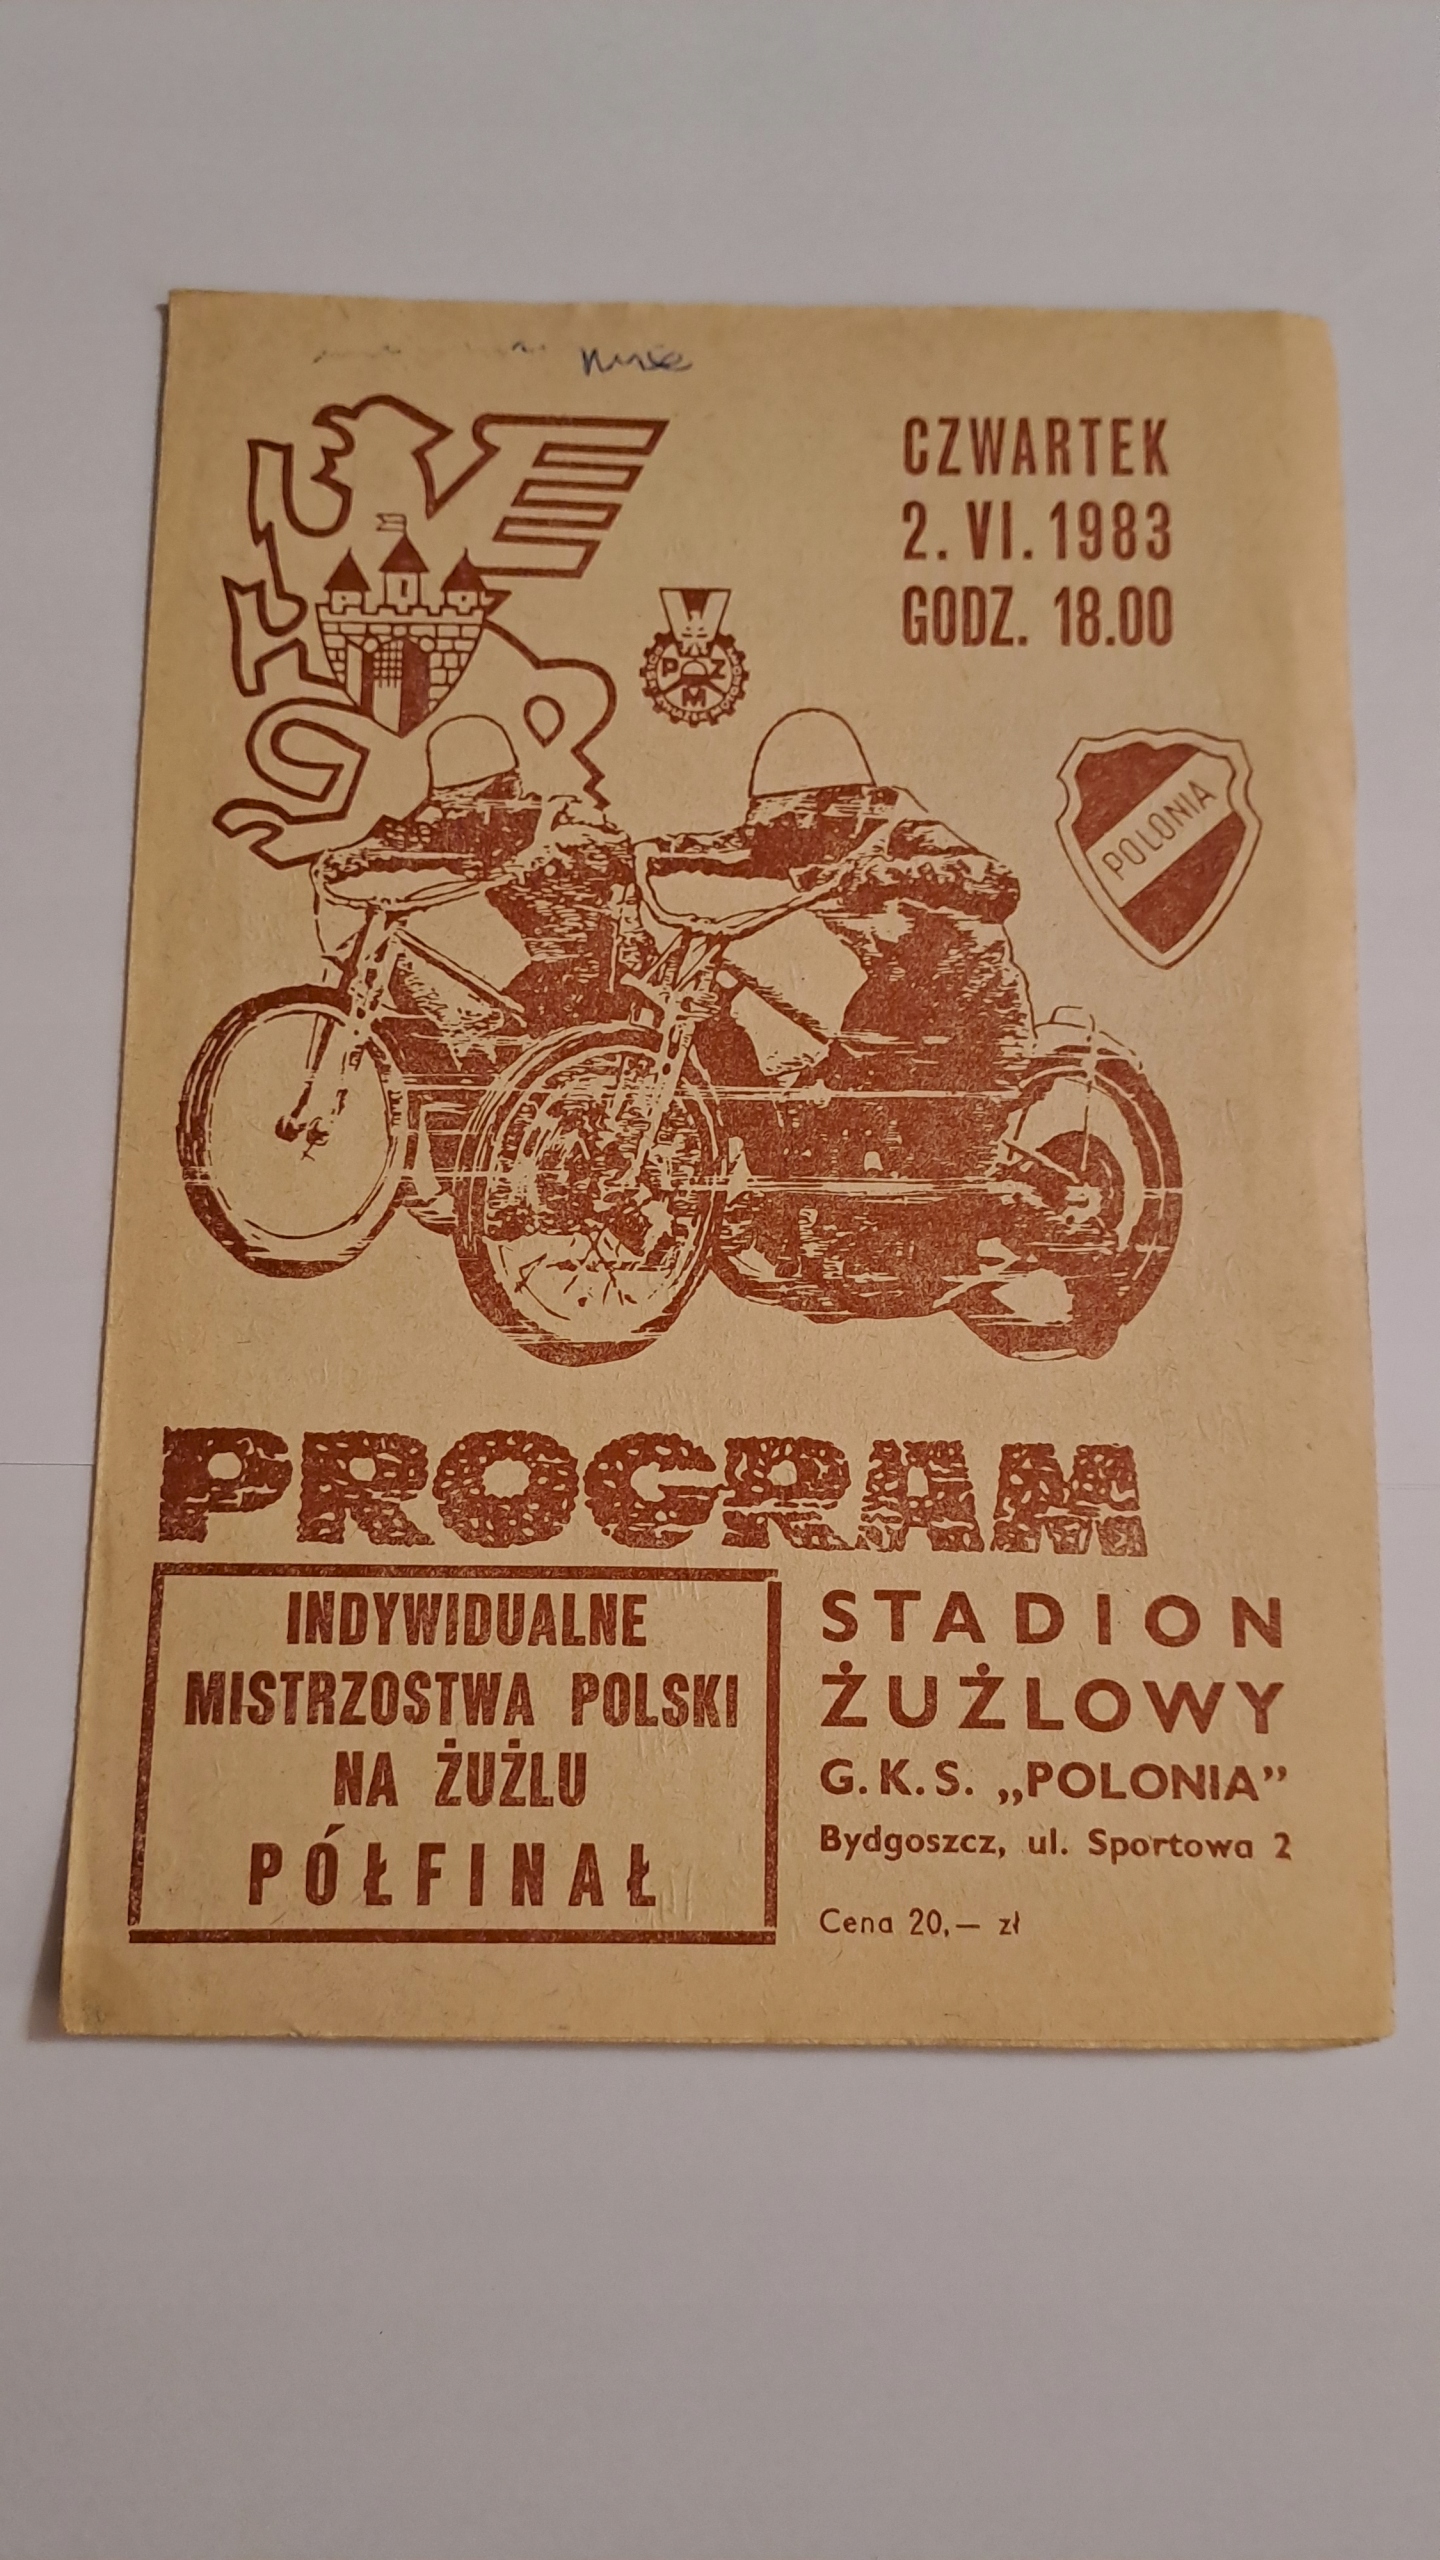 CZWARTEK
2. VI. 1983
GODZ. 18.00
PZM
POLONIA
PROGRAM
INDYWIDUALNE
MISTRZOSTWA POLSKI
NA ŻUŻLU
PÓŁFINAŁ
STADION
ŻUŻLOWY
G.K.S. „POLONIA”
Bydgoszcz, ul. Sportowa 2
Cena 20,— zł